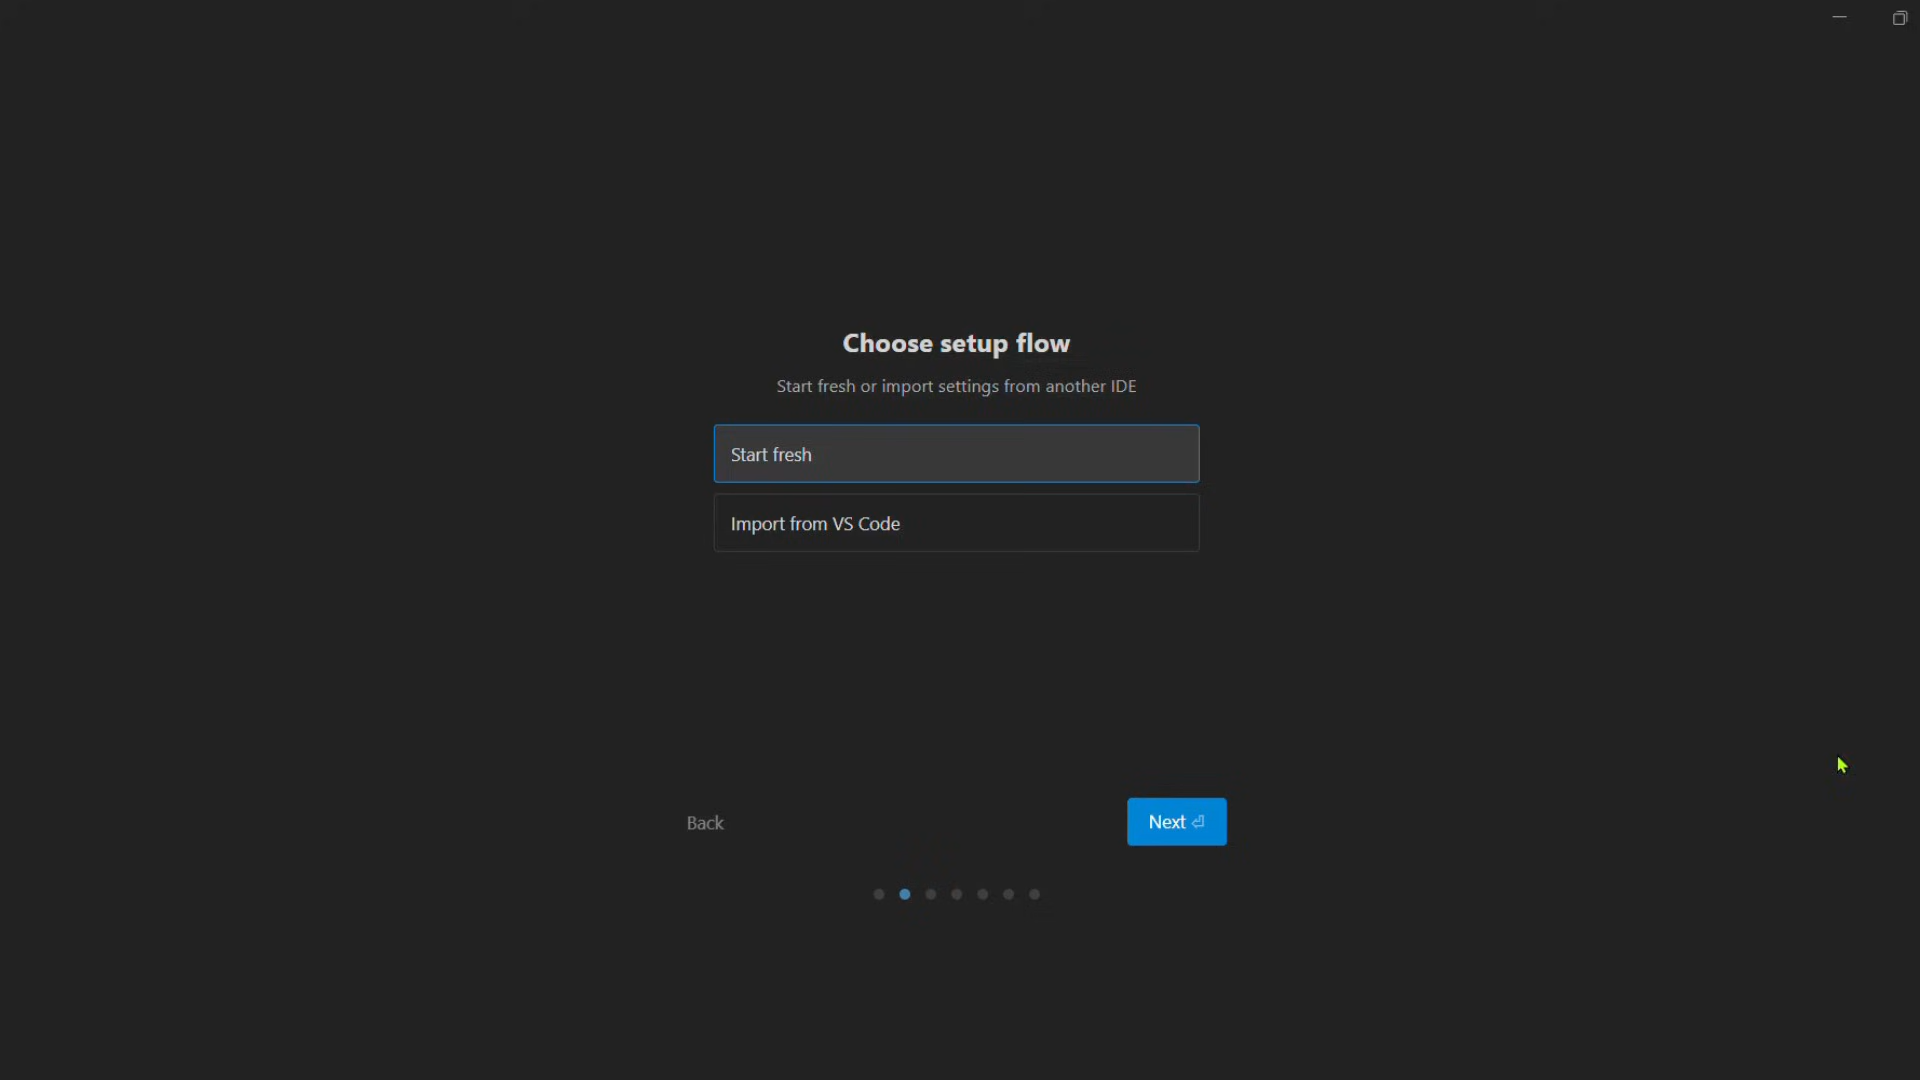 Choose setup flow
Start fresh or import settings from another IDE
Start fresh
Import from VS Code
Back
Next ⏎